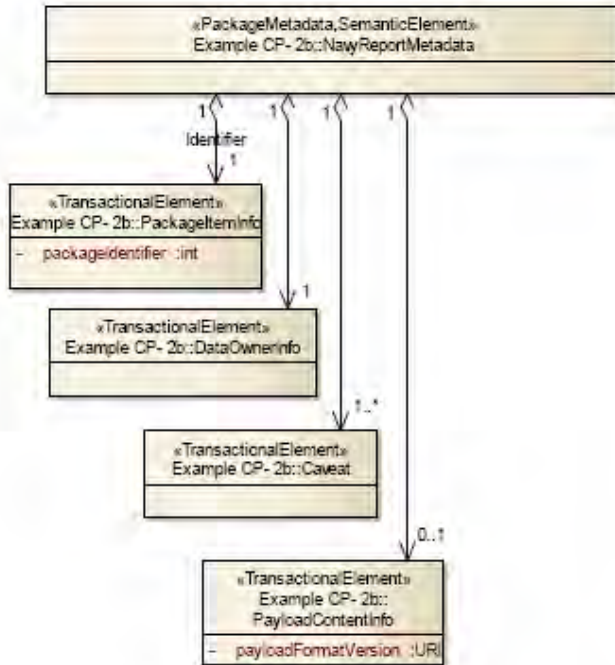 «PackageMetadata,SemanticElement»
Example CP- 2b::NavyReportMetadata
1
1
1
1
Identifier
1
«TransactionalElement»
Example CP- 2b::PackageItemInfo
- packageIdentifier :int
1
«TransactionalElement»
Example CP- 2b::DataOwnerInfo
1..*
«TransactionalElement»
Example CP- 2b::Caveat
0..1
«TransactionalElement»
Example CP- 2b::
PayloadContentInfo
- payloadFormatVersion :URI